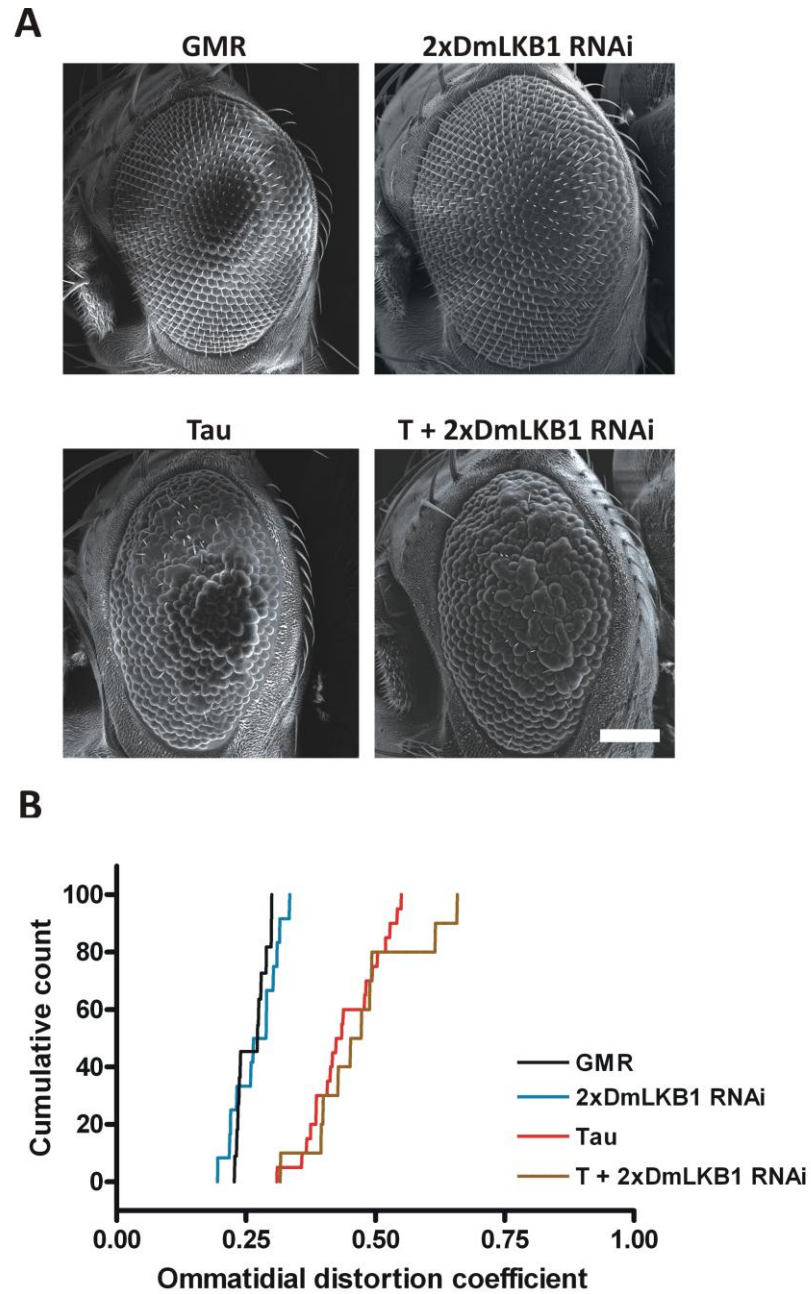 A
GMR
2xDmLKB1 RNAi
Tau
T + 2xDmLKB1 RNAi
B
Cumulative count
100
80
60
40
20
0
GMR
2xDmLKB1 RNAi
Tau
T + 2xDmLKB1 RNAi
0.00
0.25
0.50
0.75
1.00
Ommatidial distortion coefficient